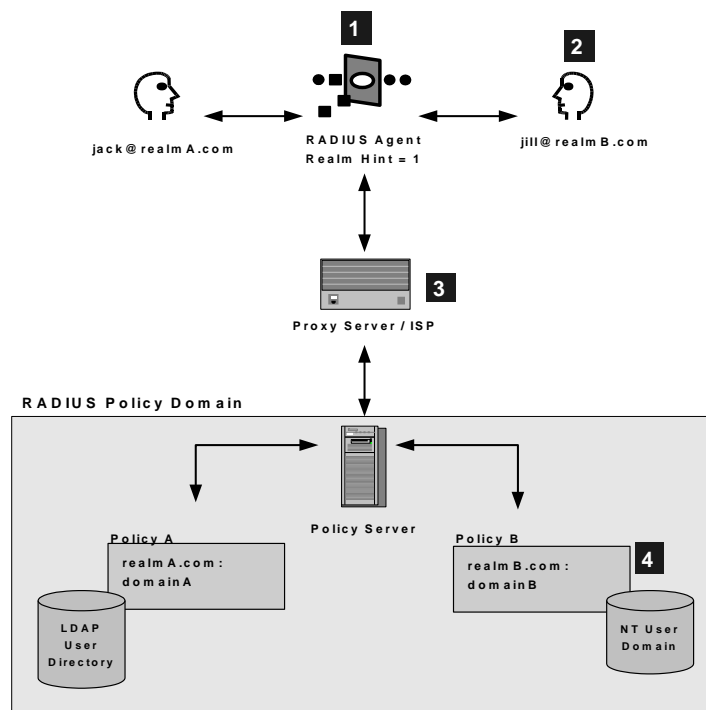 1
2
jack@realmA.com
RADIUS Agent
Realm Hint = 1
jill@realmB.com
3
Proxy Server / ISP
RADIUS Policy Domain
Policy Server
Policy A
realmA.com:
domainA
LDAP
User
Directory
Policy B
realmB.com:
domainB
4
NT User
Domain